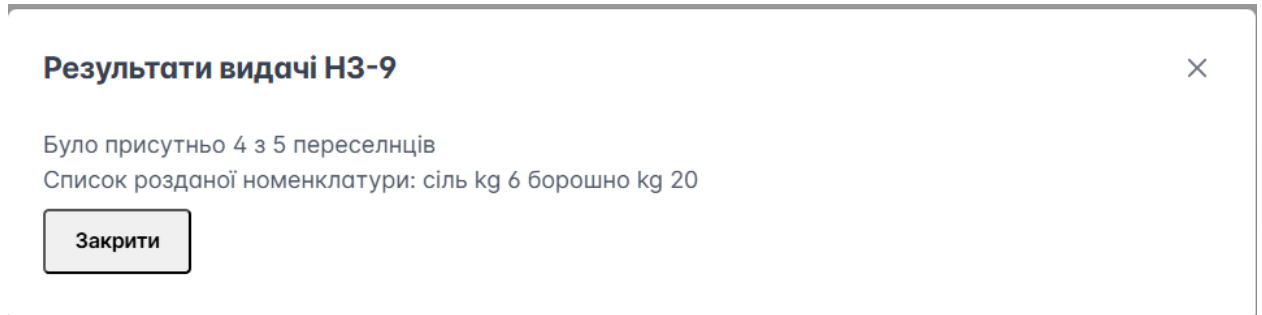 Результати видачі НЗ-9
Було присутньо 4 з 5 переселнців
Список розданої номенклатури: сіль kg 6 борошно kg 20
Закрити